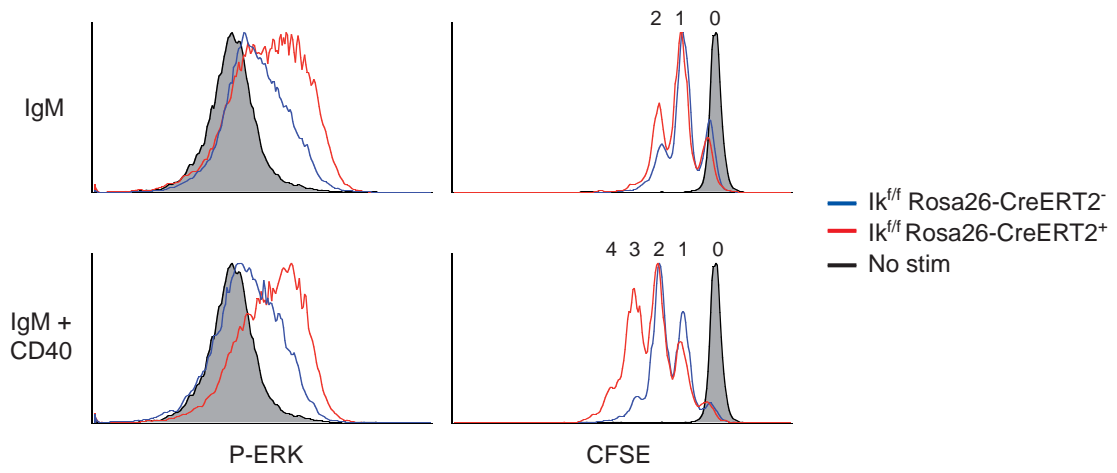 2 1 0
IgM
Ik^f/f Rosa26-CreERT2^-
Ik^f/f Rosa26-CreERT2^+
No stim
4 3 2 1 0
IgM +
CD40
P-ERK
CFSE